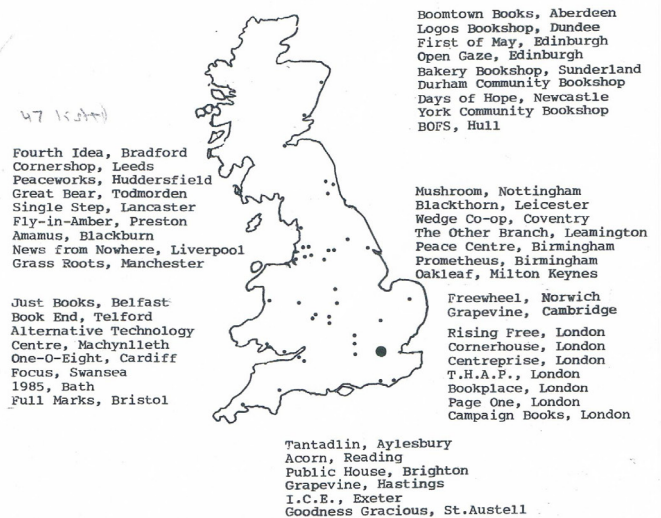 Boomtown Books, Aberdeen
Logos Bookshop, Dundee
First of May, Edinburgh
Open Gaze, Edinburgh
Bakery Bookshop, Sunderland
Durham Community Bookshop
Days of Hope, Newcastle
York Community Bookshop
BOFS, Hull
Fourth Idea, Bradford
Cornershop, Leeds
Peaceworks, Huddersfield
Great Bear, Todmorden
Single Step, Lancaster
Fly-in-Amber, Preston
Amamus, Blackburn
News from Nowhere, Liverpool
Grass Roots, Manchester
Mushroom, Nottingham
Blackthorn, Leicester
Wedge Co-op, Coventry
The Other Branch, Leamington
Peace Centre, Birmingham
Prometheus, Birmingham
Oakleaf, Milton Keynes
Just Books, Belfast
Book End, Telford
Alternative Technology
Centre, Machynlleth
One-O-Eight, Cardiff
Focus, Swansea
1985, Bath
Full Marks, Bristol
Freewheel, Norwich
Grapevine, Cambridge
Rising Free, London
Cornerhouse, London
Centreprise, London
T.H.A.P., London
Bookplace, London
Page One, London
Campaign Books, London
Tantadlin, Aylesbury
Acorn, Reading
Public House, Brighton
Grapevine, Hastings
I.C.E., Exeter
Goodness Gracious, St.Austell